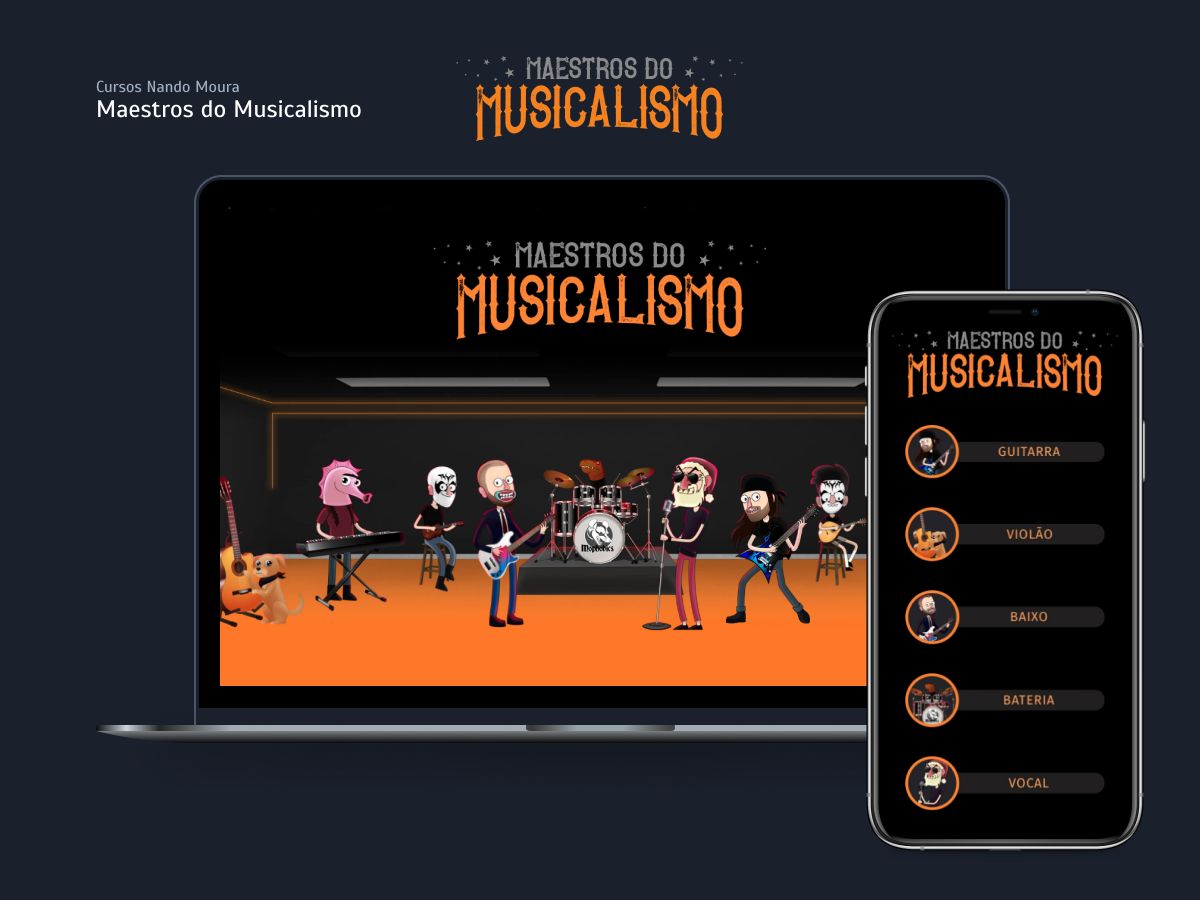 Cursos Nando Moura
Maestros do Musicalismo
MAESTROS DO
MUSICALISMO
MAESTROS DO
MUSICALISMO
Mophobics
MAESTROS DO
MUSICALISMO
GUITARRA
VIOLÃO
BAIXO
BATERIA
VOCAL